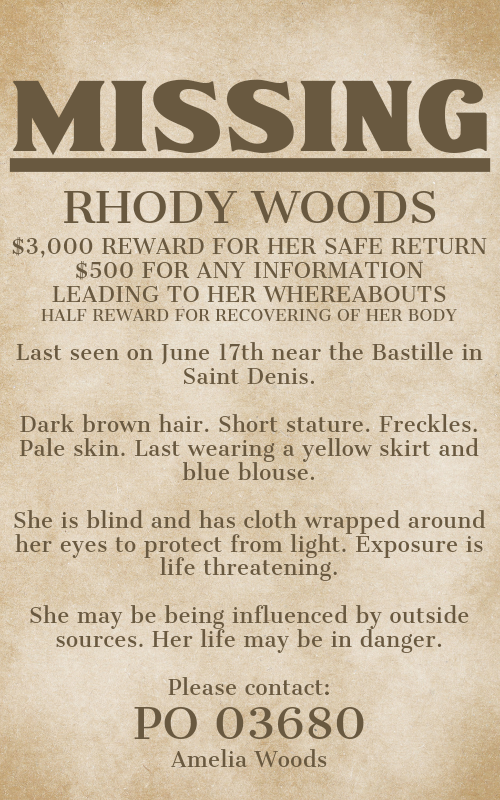 MISSING
RHODY WOODS
$3,000 REWARD FOR HER SAFE RETURN
$500 FOR ANY INFORMATION
LEADING TO HER WHEREABOUTS
HALF REWARD FOR RECOVERING OF HER BODY
Last seen on June 17th near the Bastille in
Saint Denis.
Dark brown hair. Short stature. Freckles.
Pale skin. Last wearing a yellow skirt and
blue blouse.
She is blind and has cloth wrapped around
her eyes to protect from light. Exposure is
life threatening.
She may be being influenced by outside
sources. Her life may be in danger.
Please contact:
PO 03680
Amelia Woods